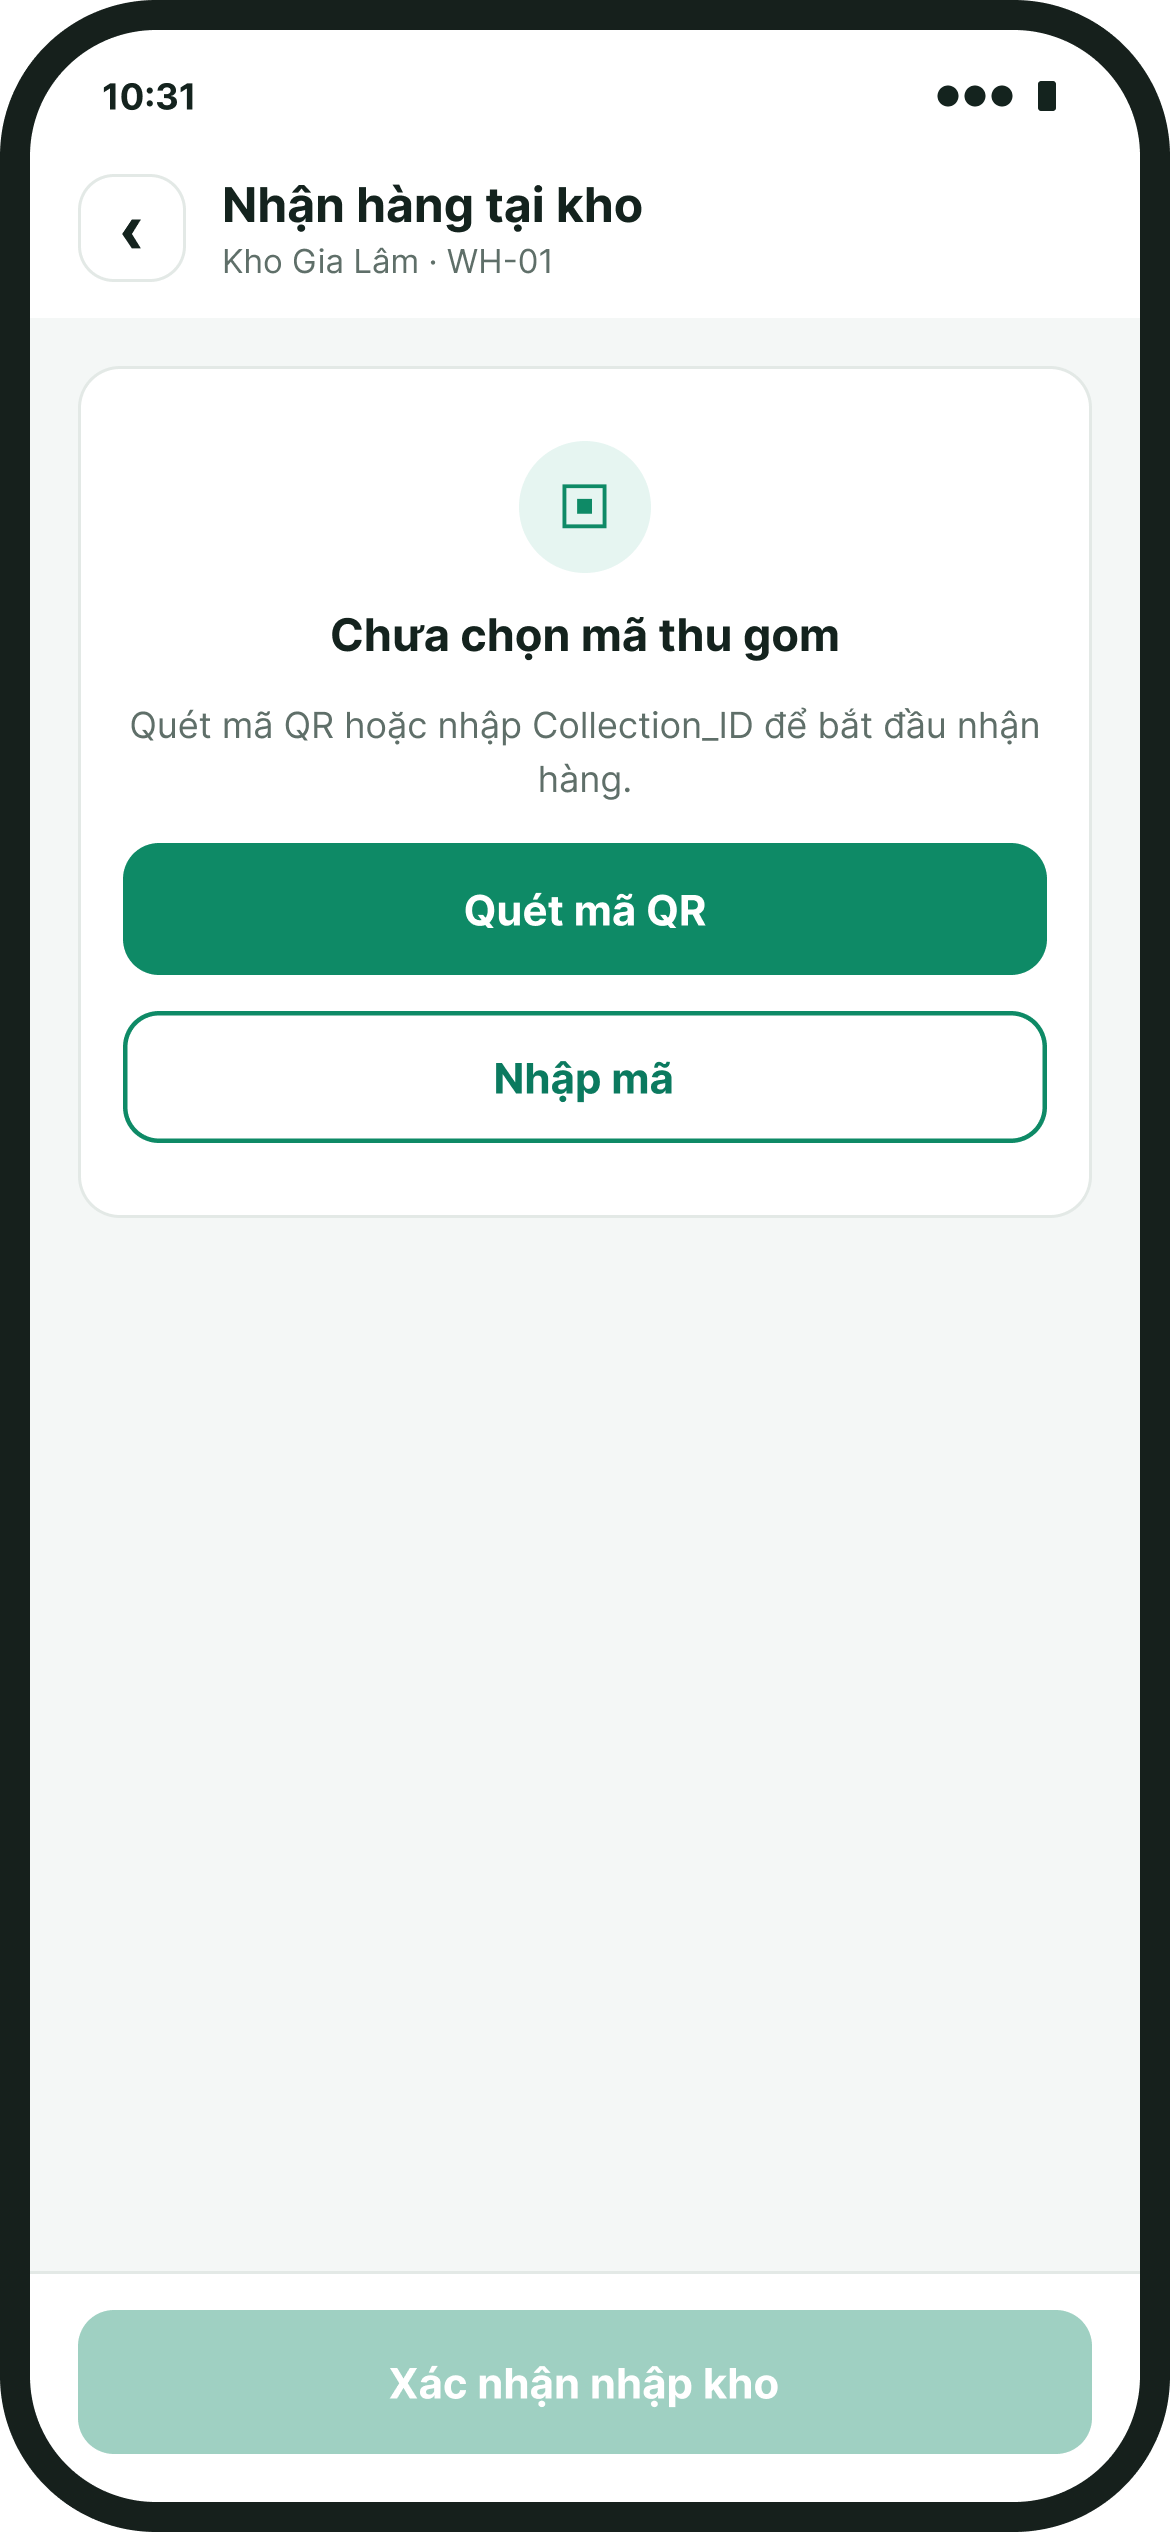 10:31
Nhận hàng tại kho
Kho Gia Lâm · WH-01
Chưa chọn mã thu gom
Quét mã QR hoặc nhập Collection_ID để bắt đầu nhận
hàng.
Quét mã QR
Nhập mã
Xác nhận nhập kho